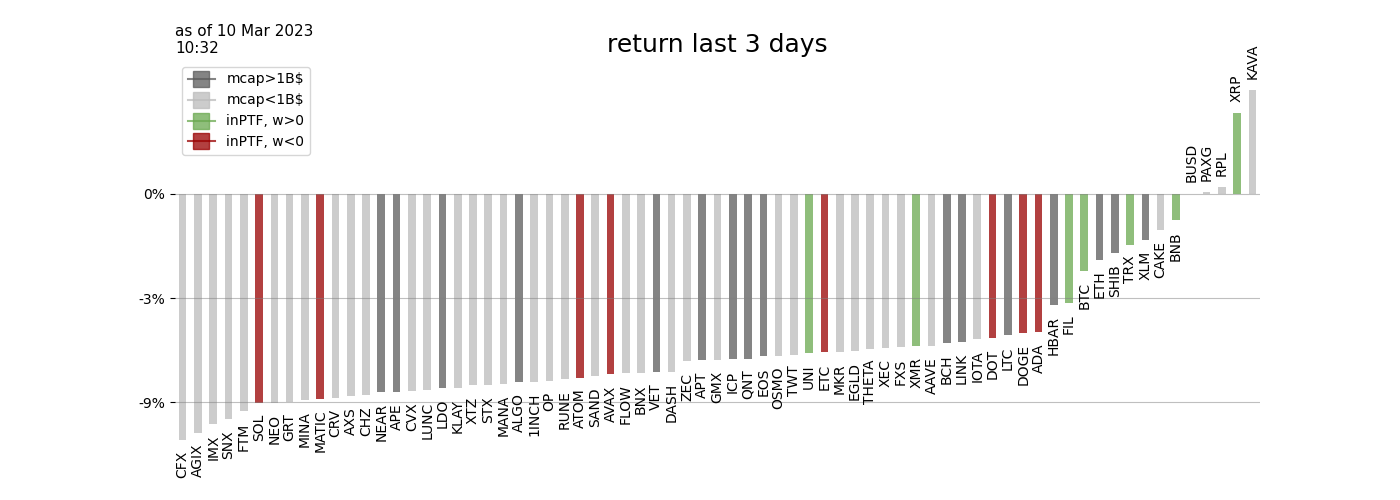 as of 10 Mar 2023
10:32
return last 3 days
mcap>1B$
mcap<1B$
inPTF, w>0
inPTF, w<0
0%
-3%
-9%
CFX
AGIX
IMX
SNX
FTM
SOL
NEO
GRT
MINA
MATIC
CRV
AXS
CHZ
NEAR
APE
CVX
LUNC
LDO
KLAY
XTZ
STX
MANA
ALGO
1INCH
OP
RUNE
ATOM
SAND
AVAX
FLOW
BNX
VET
DASH
ZEC
APT
GMX
ICP
QNT
EOS
OSMO
TWT
UNI
ETC
MKR
EGLD
THETA
XEC
FXS
XMR
AAVE
BCH
LINK
IOTA
DOT
LTC
DOGE
ADA
HBAR
FIL
BTC
ETH
SHIB
TRX
XLM
CAKE
BNB
BUSD
PAXG
RPL
XRP
KAVA